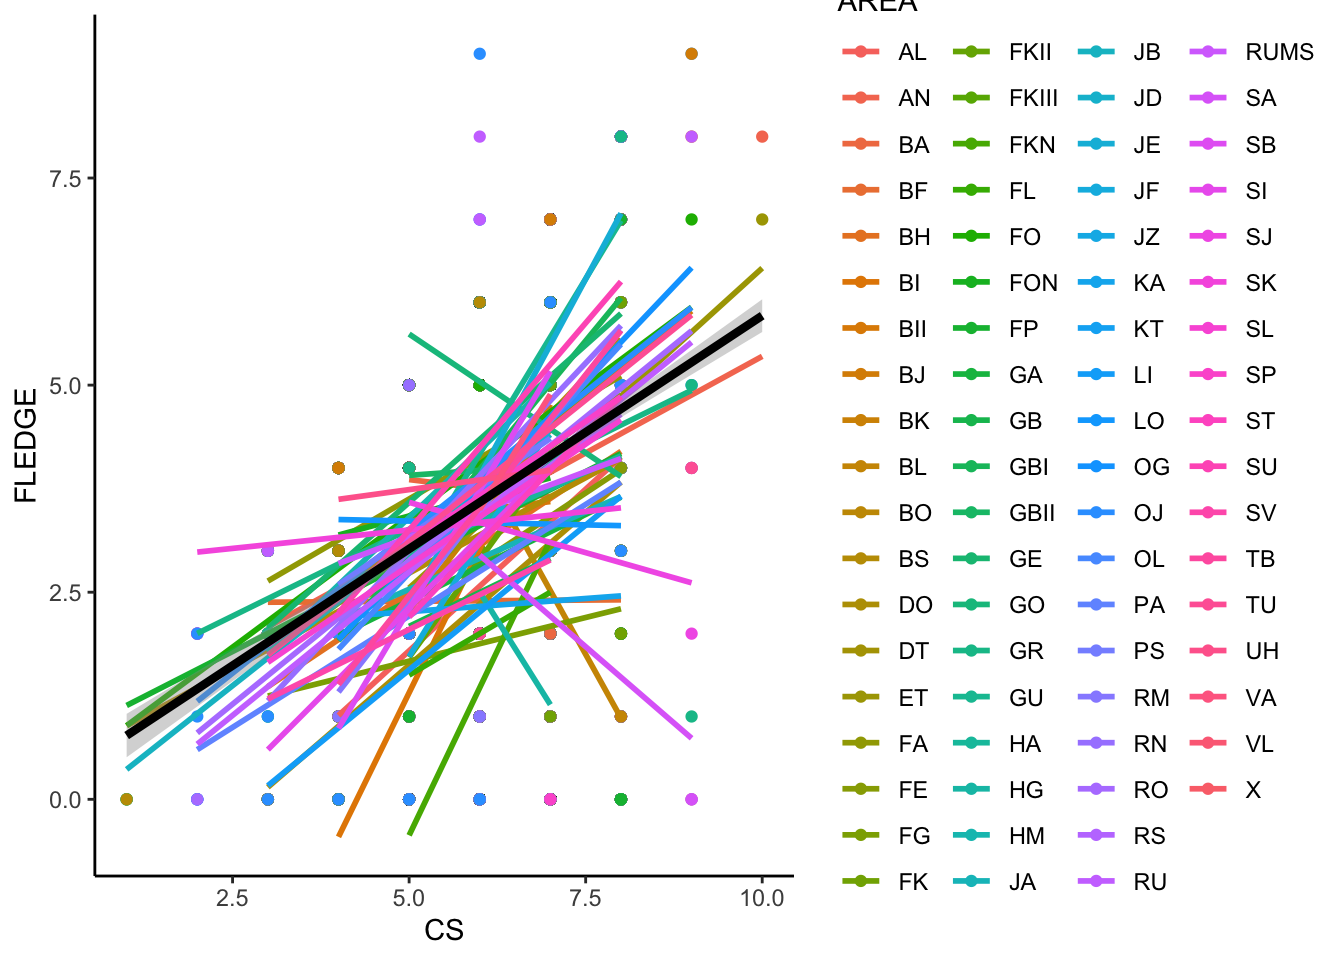 AREA
FLEDGE
7.5
5.0
2.5
0.0
2.5 5.0 7.5 10.0
CS
AL FKII JB RUMS
AN FKIII JD SA
BA FKN JE SB
BF FL JF SI
BH FO JZ SJ
BI FON KA SK
BII FP KT SL
BJ GA LI SP
BK GB LO ST
BL GBI OG SU
BO GBII OJ SV
BS GE OL TB
DO GO PA TU
DT GR PS UH
ET GU RM VA
FA HA RN VL
FE HG RO X
FG HM RS
FK JA RU